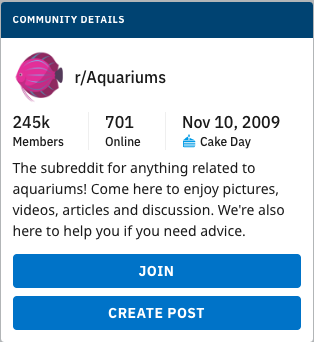 COMMUNITY DETAILS
r/Aquariums
245k 701 Nov 10, 2009
Members Online Cake Day
The subreddit for anything related to
aquariums! Come here to enjoy pictures,
videos, articles and discussion. We're also
here to help you if you need advice.
JOIN
CREATE POST